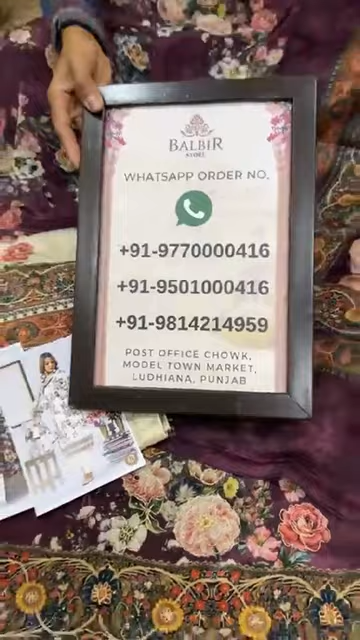 BALBIR
STORE
WHATSAPP ORDER NO.
+91-9770000416
+91-9501000416
+91-9814214959
POST OFFICE CHOWK,
MODEL TOWN MARKET,
LUDHIANA, PUNJAB